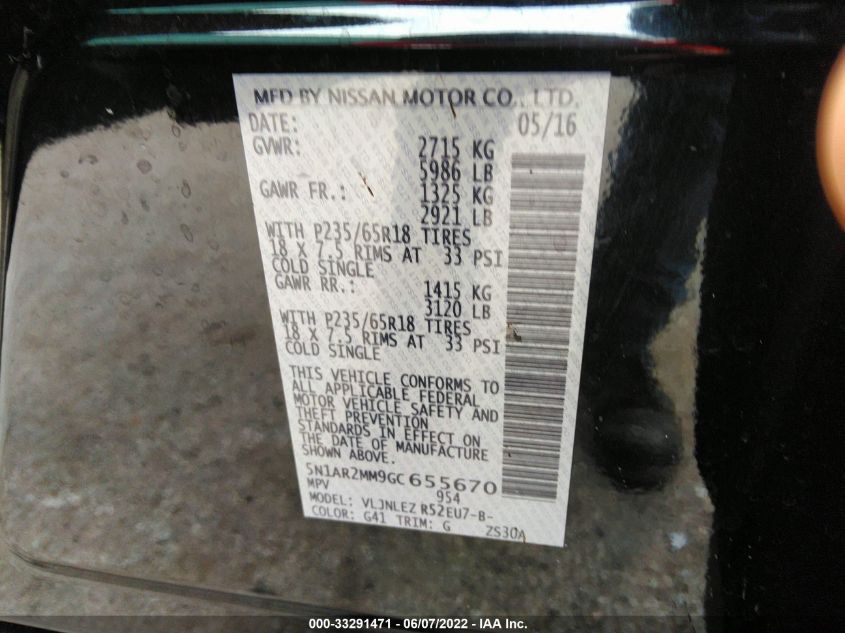 MFD BY NISSAN MOTOR CO., LTD.
DATE: 05/16
GVWR: 2715 KG
5986 LB
GAWR FR.: 1325 KG
2921 LB
WITH P235/65R18 TIRES
18 X 7.5 RIMS AT 33 PSI
COLD SINGLE
GAWR RR.: 1415 KG
3120 LB
WITH P235/65R18 TIRES
18 X 7.5 RIMS AT 33 PSI
COLD SINGLE
THIS VEHICLE CONFORMS TO
ALL APPLICABLE FEDERAL
MOTOR VEHICLE SAFETY AND
THEFT PREVENTION
STANDARDS IN EFFECT ON
THE DATE OF MANUFACTURE
SHOWN ABOVE.
5N1AR2MM9GC655670
MPV 954
MODEL: VLJNLEZ R52EU7-B-
COLOR: G41 TRIM: G ZS30A
000-33291471 - 06/07/2022 - IAA Inc.